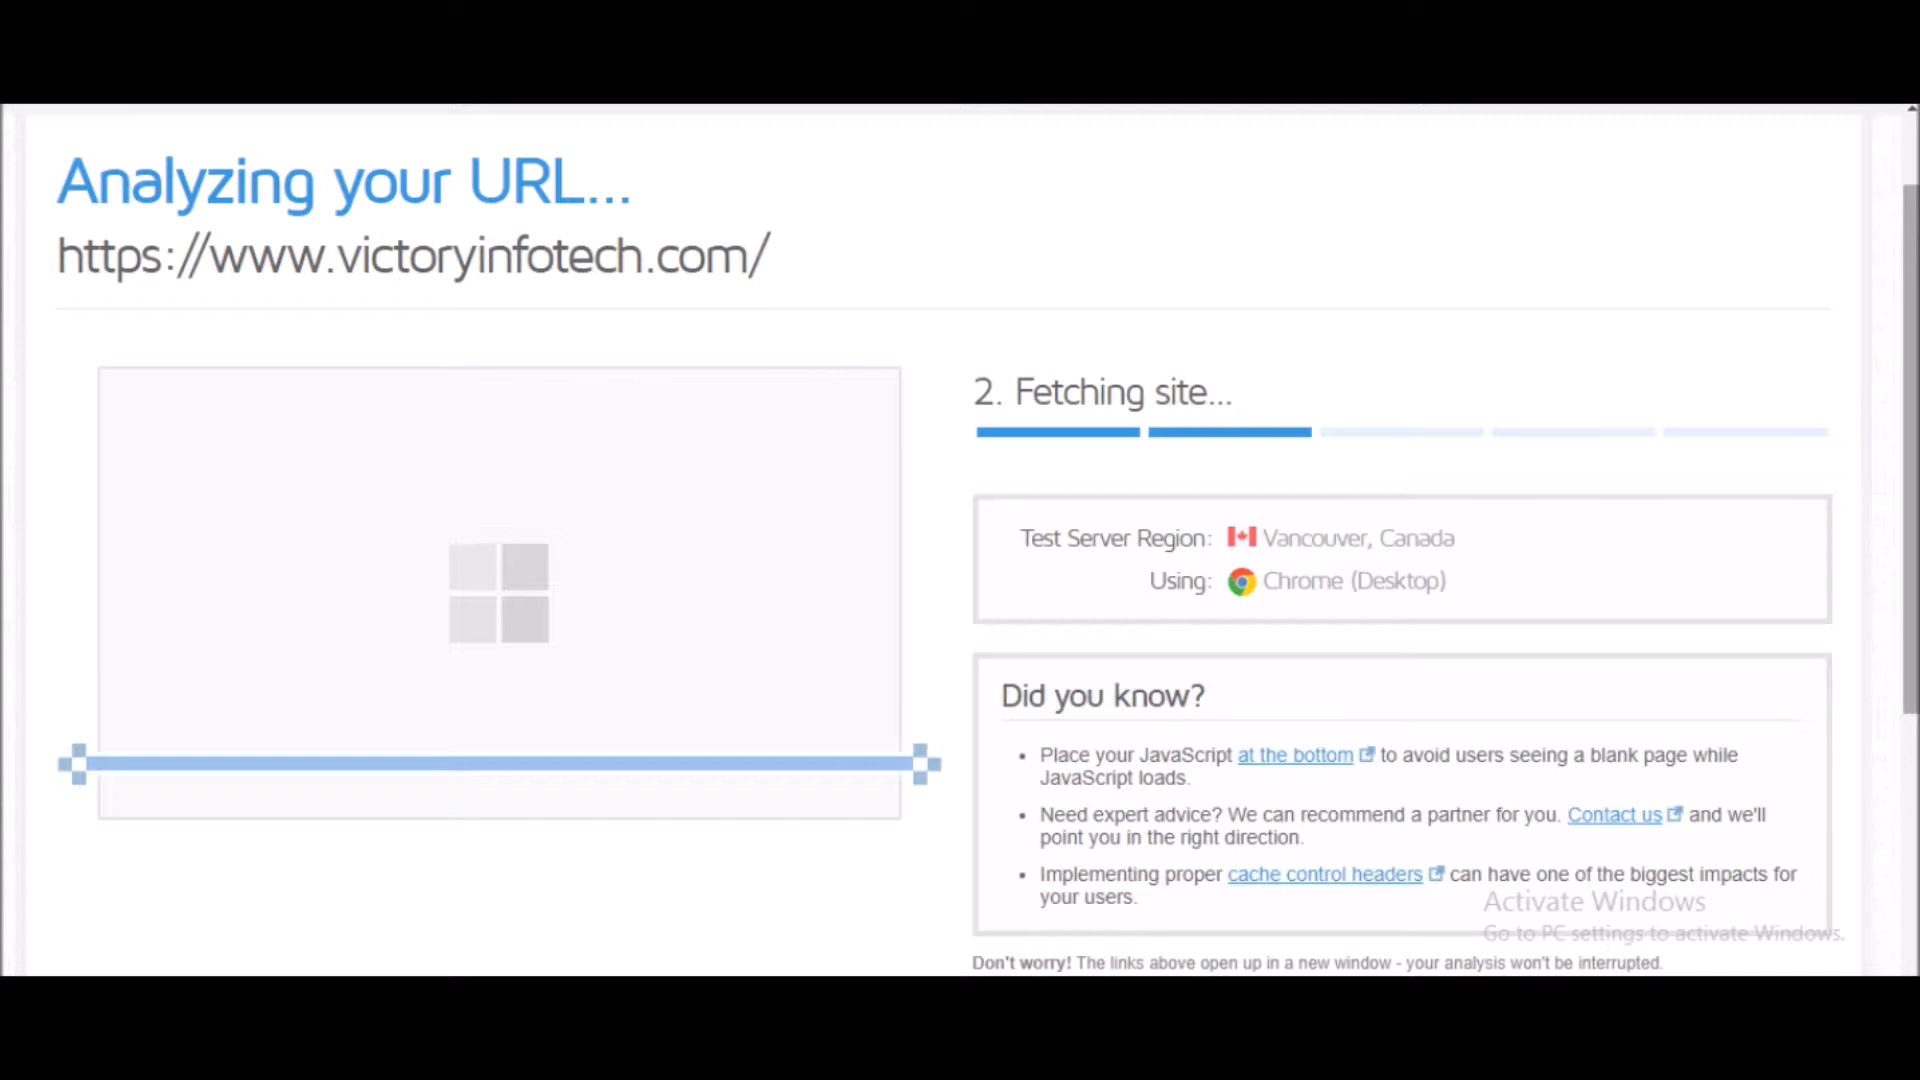 Analyzing your URL...
https://www.victoryinfotech.com/
2. Fetching site...
Test Server Region: Vancouver, Canada
Using: Chrome (Desktop)
Did you know?
• Place your JavaScript at the bottom to avoid users seeing a blank page while
JavaScript loads.
• Need expert advice? We can recommend a partner for you. Contact us and we'll
point you in the right direction.
• Implementing proper cache control headers can have one of the biggest impacts for
your users.
Activate Windows
Go to PC settings to activate Windows.
Don't worry! The links above open up in a new window - your analysis won't be interrupted.